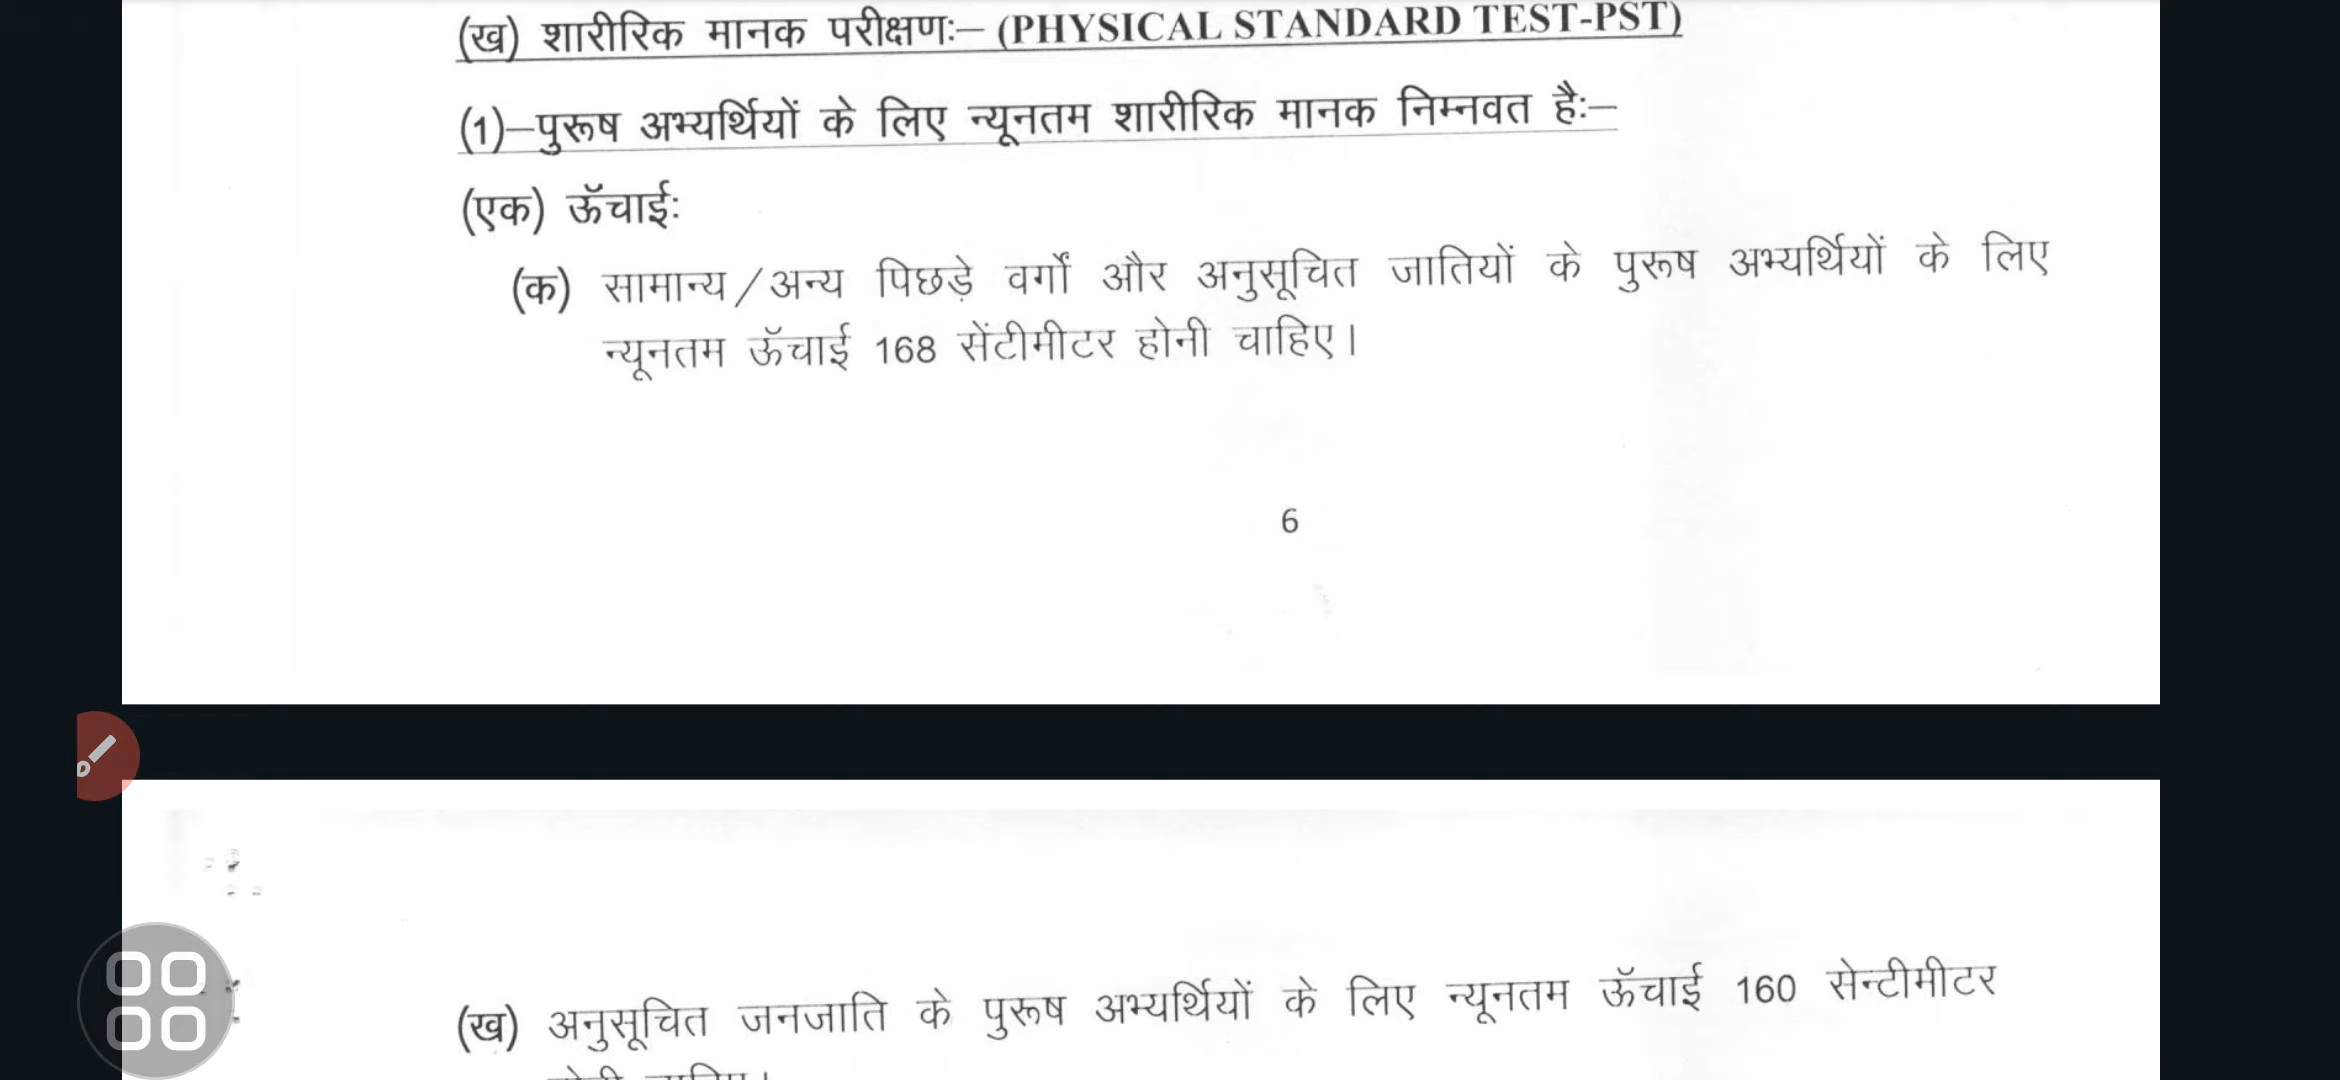 (ख) शारीरिक मानक परीक्षणः– (PHYSICAL STANDARD TEST-PST)
(1)–पुरूष अभ्यर्थियों के लिए न्यूनतम शारीरिक मानक निम्नवत हैः–
(एक) ऊॅचाईः
(क) सामान्य/अन्य पिछड़े वर्गों और अनुसूचित जातियों के पुरूष अभ्यर्थियों के लिए
न्यूनतम ऊॅचाई 168 सेंटीमीटर होनी चाहिए।
6
(ख) अनुसूचित जनजाति के पुरूष अभ्यर्थियों के लिए न्यूनतम ऊॅचाई 160 सेन्टीमीटर